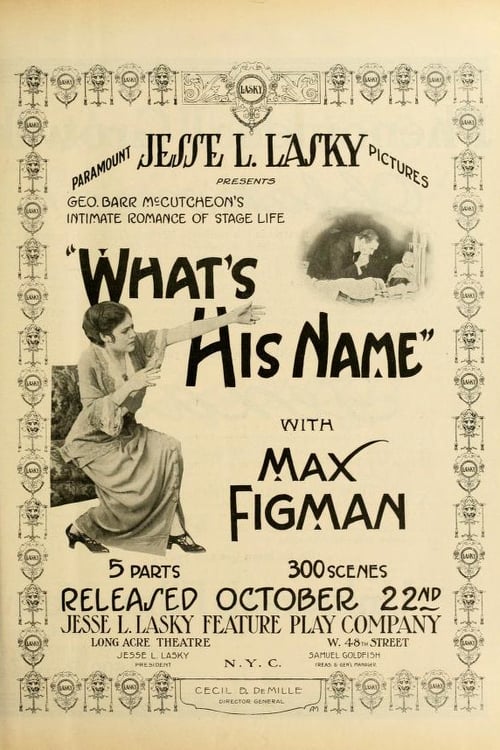 LASKY
PARAMOUNT JESSE L. LASKY PICTURES
PRESENTS
GEO. BARR McCUTCHEON'S
INTIMATE ROMANCE OF STAGE LIFE
"WHAT'S
HIS NAME"
WITH
MAX
FIGMAN
5 PARTS 300 SCENES
RELEASED OCTOBER 22ND
JESSE L. LASKY FEATURE PLAY COMPANY
LONG ACRE THEATRE W. 48TH STREET
JESSE L. LASKY SAMUEL GOLDFISH
PRESIDENT N.Y.C. TREAS. & GEN'L MANAGER
CECIL B. DEMILLE
DIRECTOR GENERAL